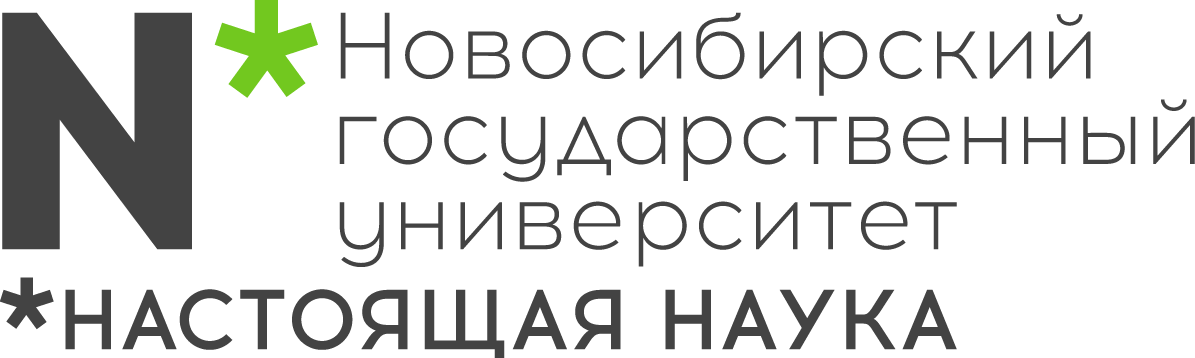 N*
Новосибирский
государственный
университет
*НАСТОЯЩАЯ НАУКА